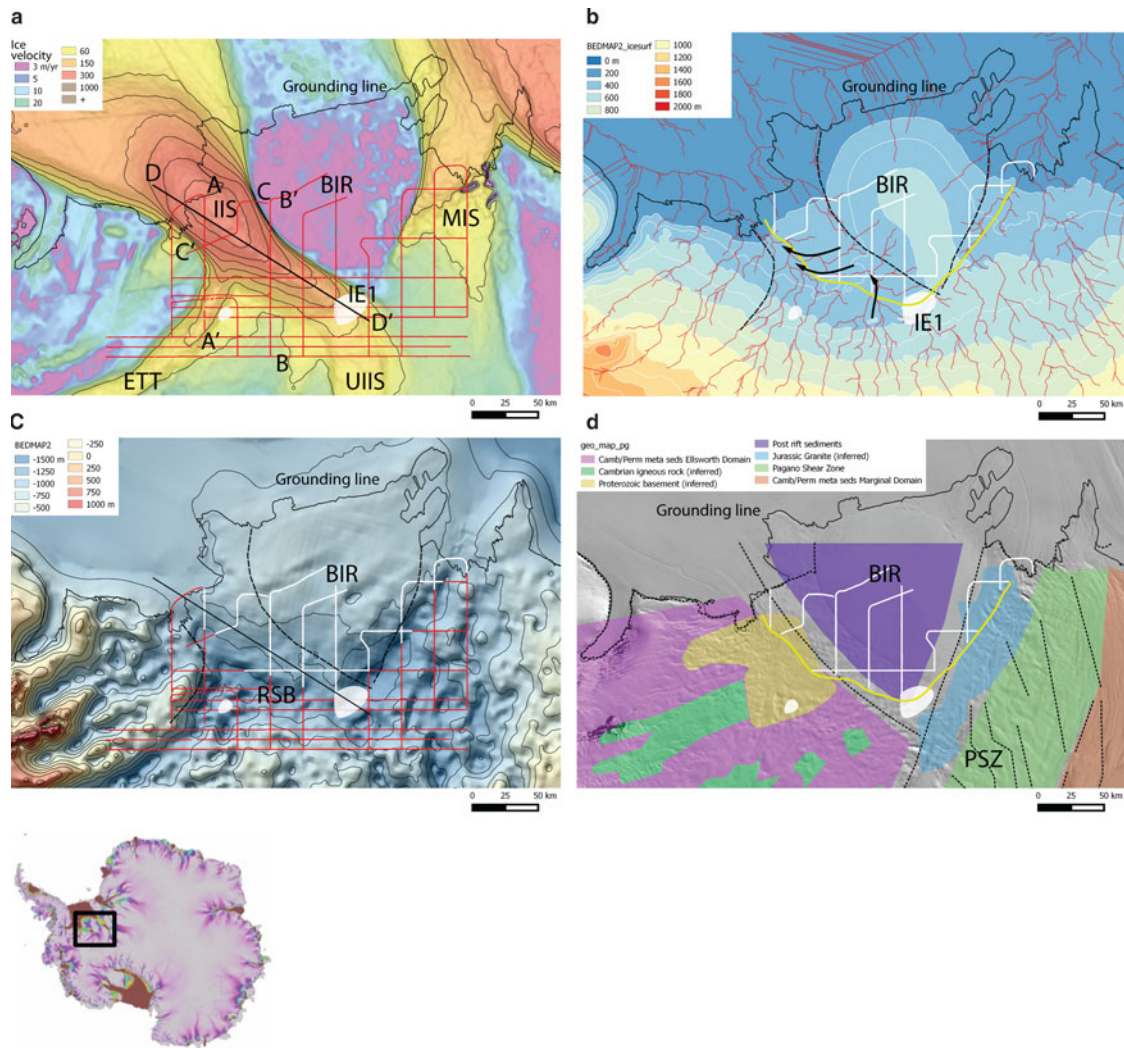 a
Ice
velocity
3 m/yr
5
10
20
60
150
300
1000
+
Grounding line
D
A
IIS
C
B'
BIR
MIS
C'
IE1
D'
A'
B
ETT
UIIS
0 25 50 km
b
BEDMAP2_icesurf
0 m
200
400
600
800
1000
1200
1400
1600
1800
2000 m
Grounding line
BIR
IE1
0 25 50 km
C
BEDMAP2
-1500 m
-1250
-1000
-750
-500
-250
0
250
500
750
1000 m
Grounding line
BIR
RSB
0 25 50 km
d
geo_map_pg
Camb/Perm meta seds Ellsworth Domain
Cambrian igneous rock (inferred)
Proterozoic basement (inferred)
Post rift sediments
Jurassic Granite (inferred)
Pagano Shear Zone
Camb/Perm meta seds Marginal Domain
Grounding line
BIR
PSZ
0 25 50 km